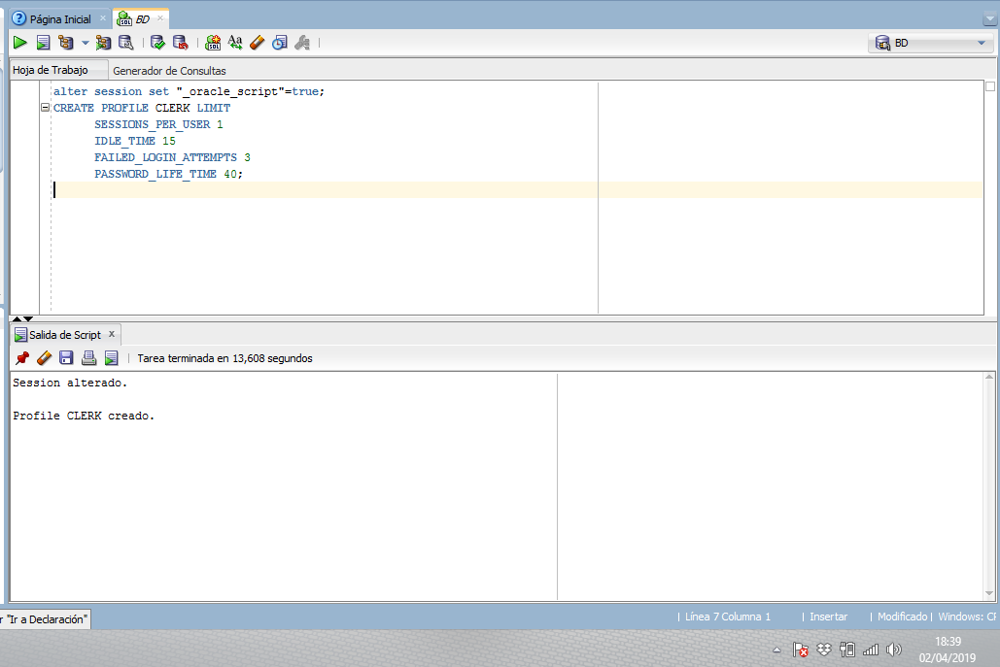 Página Inicial
BD
BD
Hoja de Trabajo
Generador de Consultas
alter session set "_oracle_script"=true;
CREATE PROFILE CLERK LIMIT
SESSIONS_PER_USER 1
IDLE_TIME 15
FAILED_LOGIN_ATTEMPTS 3
PASSWORD_LIFE_TIME 40;
Salida de Script
Tarea terminada en 13,608 segundos
Session alterado.
Profile CLERK creado.
r "Ir a Declaración"
| Línea 7 Columna 1 | Insertar | Modificado | Windows: CF
18:39
02/04/2019